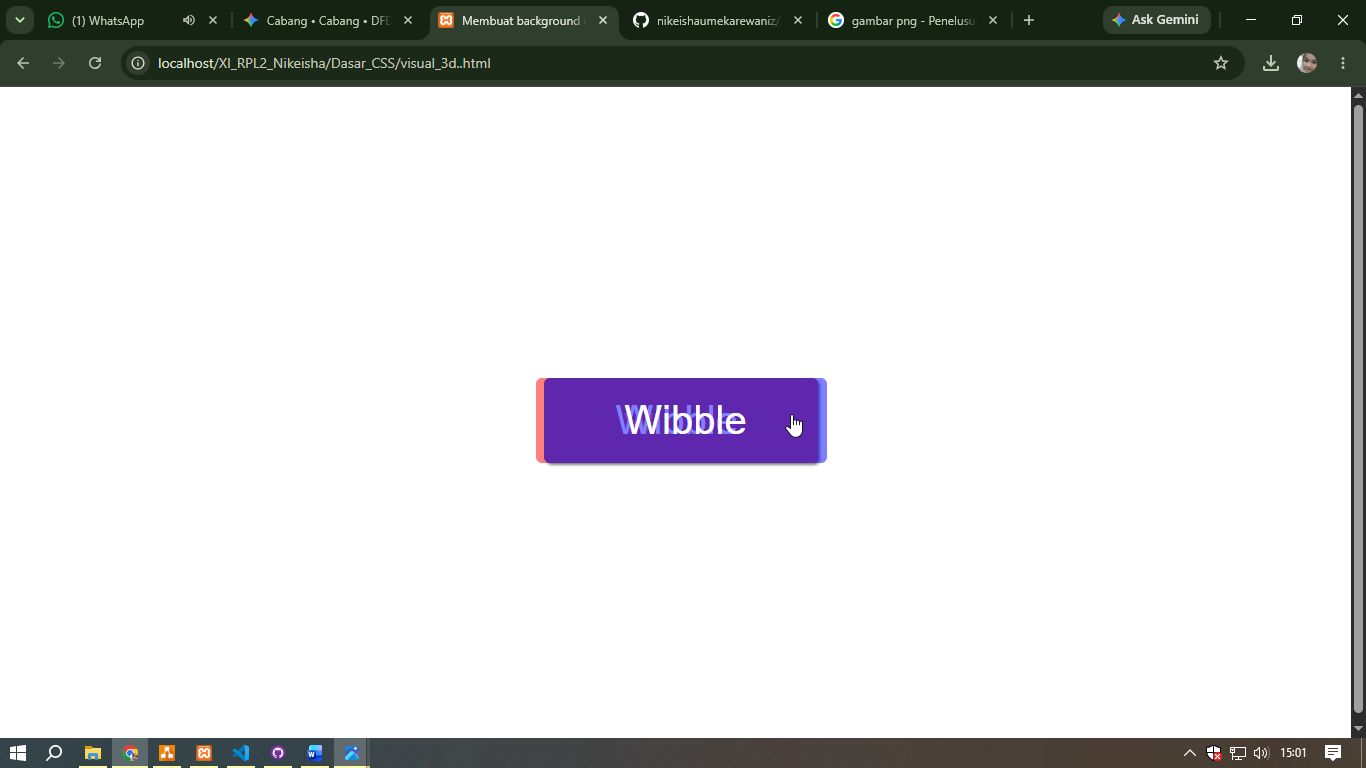 (1) WhatsApp
Cabang • Cabang • DFD
Membuat background
nikeishaumekarewaniz/
gambar png - Penelusu
Ask Gemini
localhost/XI_RPL2_Nikeisha/Dasar_CSS/visual_3d..html
Wibble
15:01